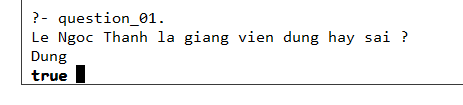 ?- question_01.
Le Ngoc Thanh la giang vien dung hay sai ?
Dung
true